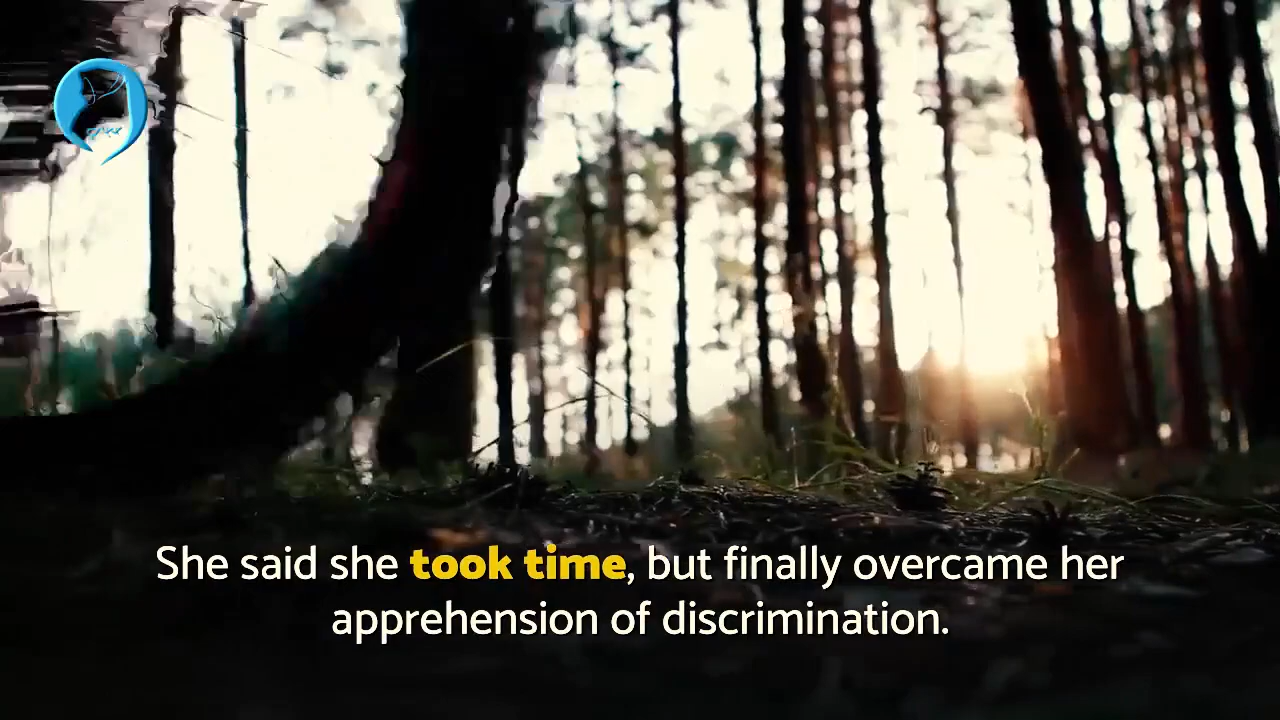 She said she took time, but finally overcame her
apprehension of discrimination.